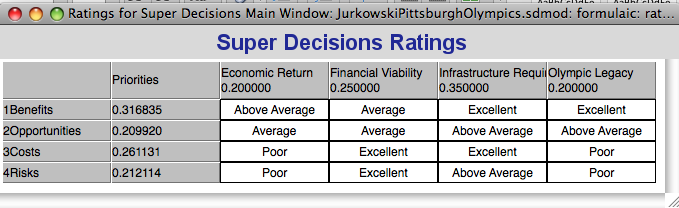 Ratings for Super Decisions Main Window: JurkowskiPittsburghOlympics.sdmod: formulaic: rat...
Super Decisions Ratings
Priorities Economic Return 0.200000 Financial Viability 0.250000 Infrastructure Requi 0.350000 Olympic Legacy 0.200000
1Benefits 0.316835 Above Average Average Excellent Excellent
2Opportunities 0.209920 Average Average Above Average Above Average
3Costs 0.261131 Poor Excellent Excellent Poor
4Risks 0.212114 Poor Excellent Above Average Poor